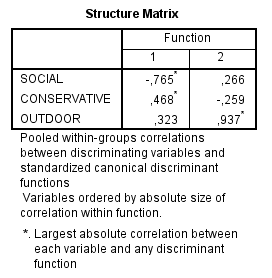 Structure Matrix
Function
1 2
SOCIAL -,765* ,266
CONSERVATIVE ,468* -,259
OUTDOOR ,323 ,937*
Pooled within-groups correlations
between discriminating variables and
standardized canonical discriminant
functions
Variables ordered by absolute size of
correlation within function.
*. Largest absolute correlation between
each variable and any discriminant
function